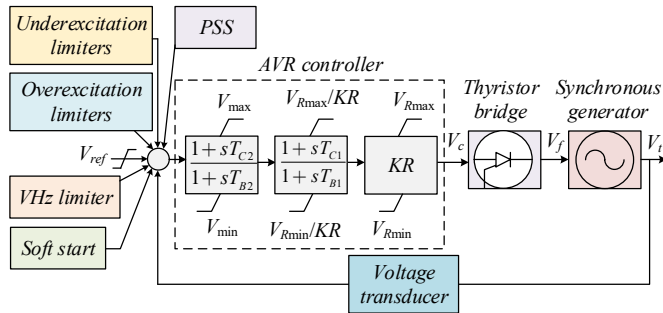 Underexcitation
limiters
PSS
Overexcitation
limiters
AVR controller
Thyristor
bridge
Synchronous
generator
V_ref
V_max
V_Rmax/KR
V_Rmax
1 + sT_C2
1 + sT_B2
1 + sT_C1
1 + sT_B1
KR
V_c
V_f
V_t
VHz limiter
V_min
V_Rmin/KR
V_Rmin
Soft start
Voltage
transducer